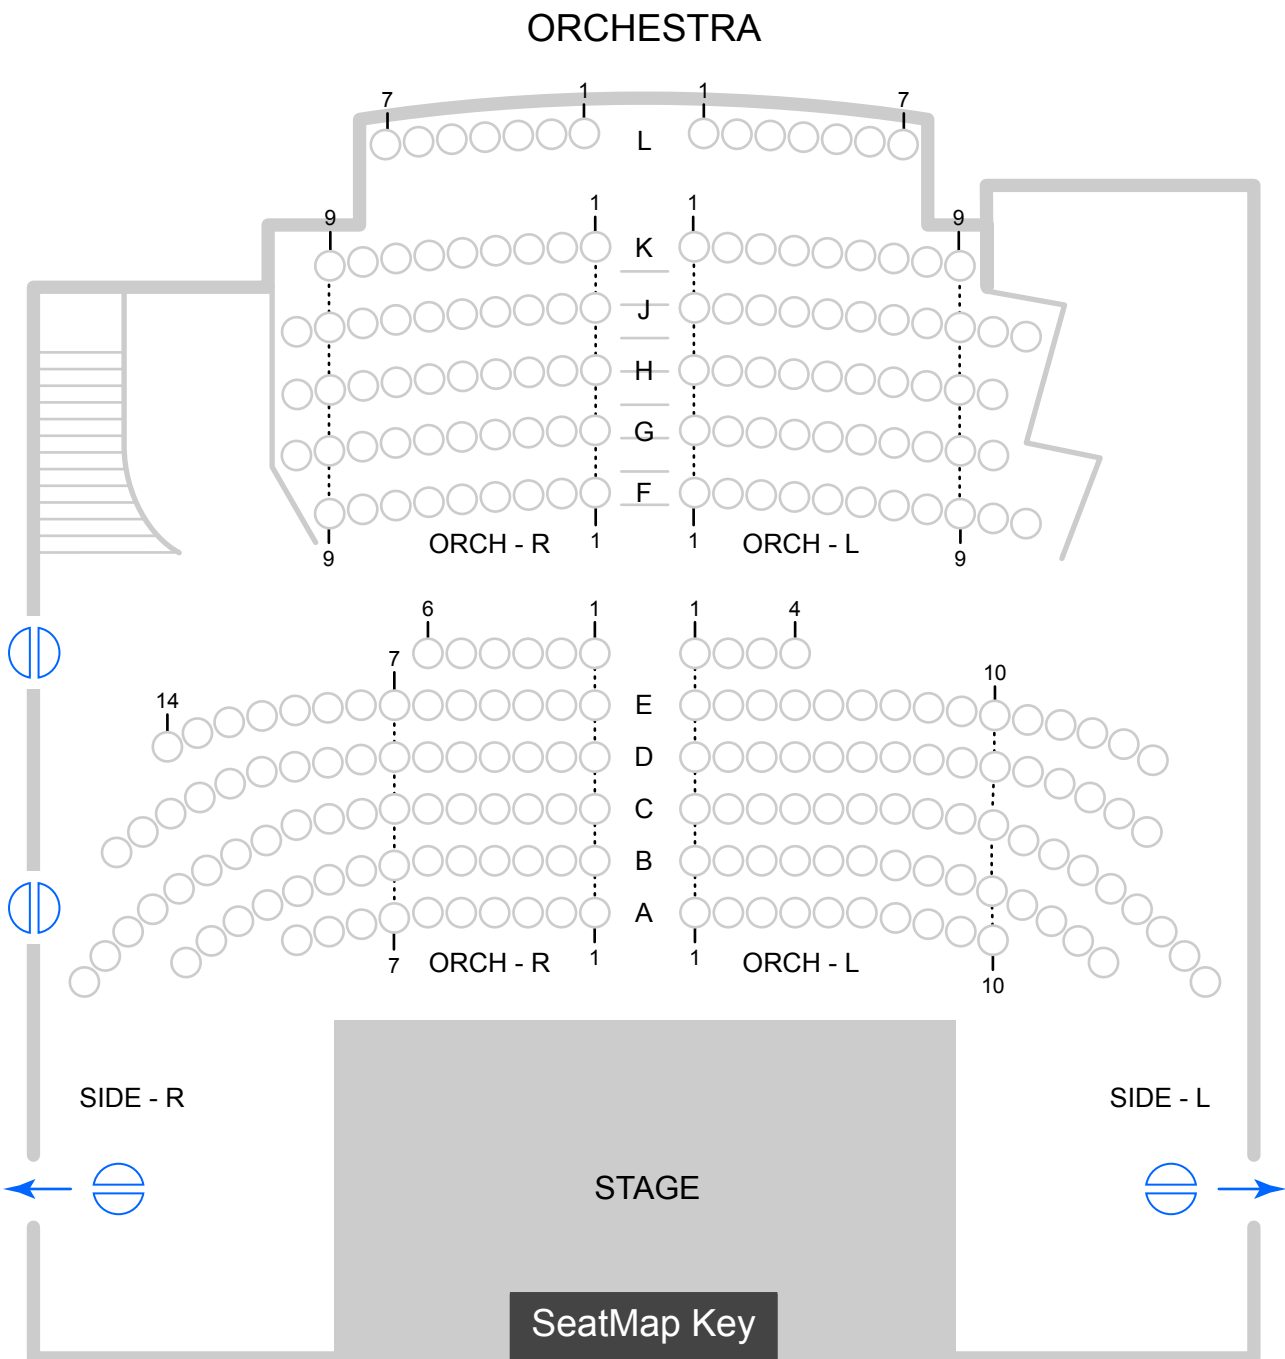 ORCHESTRA
7 1 1 7
L
9 1 1 9
K
J
H
G
F
ORCH - R 1 1 ORCH - L
9 9
6 1 1 4
7 10
14 E
D
C
B
A
7 ORCH - R 1 1 ORCH - L
10
SIDE - R SIDE - L
STAGE
SeatMap Key